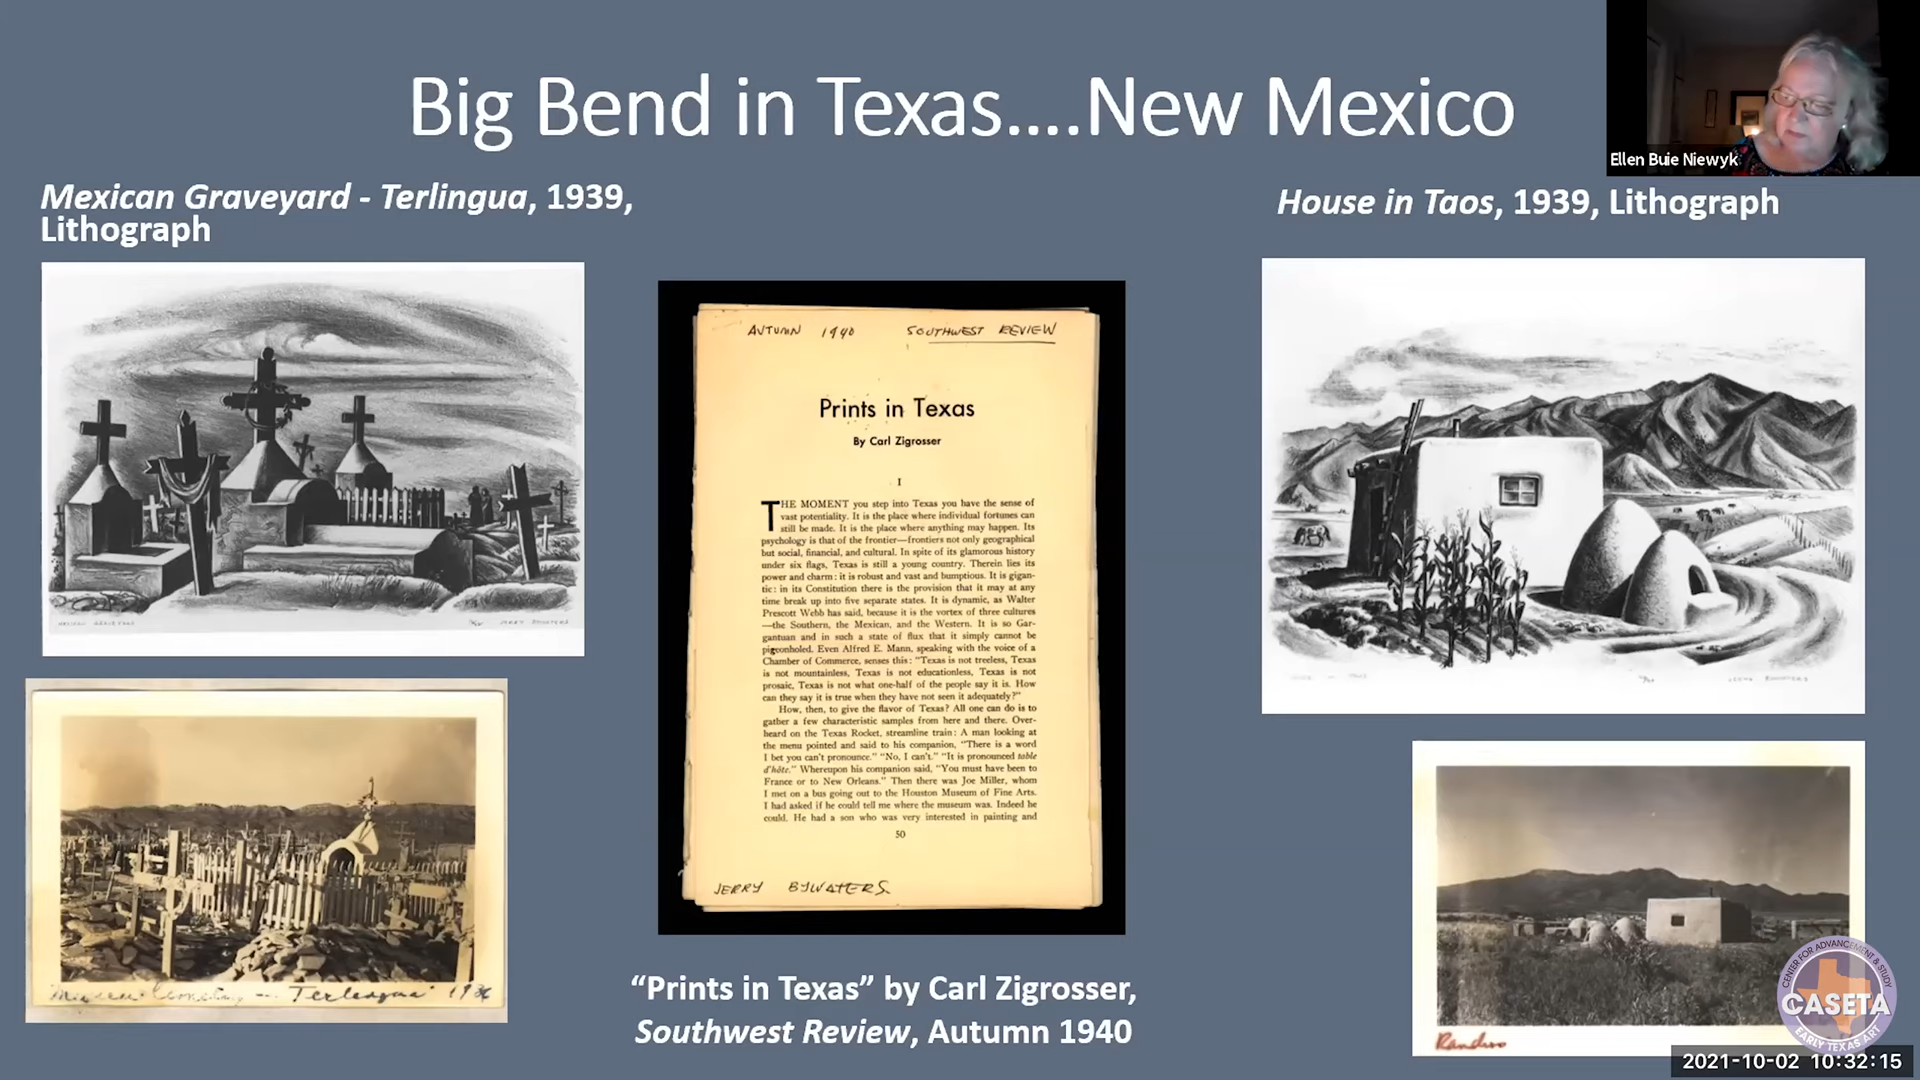 Big Bend in Texas....New Mexico
Ellen Buie Niewyk
Mexican Graveyard - Terlingua, 1939,
Lithograph
House in Taos, 1939, Lithograph
AUTUMN 1940 SOUTHWEST REVIEW
Prints in Texas
By Carl Zigrosser
I
THE MOMENT you step into Texas you have the sense of
vast potentiality. It is the place where individual fortunes can
still be made. It is the place where anything may happen. Its
psychology is that of the frontier—frontiers not only geographical
but social, financial, and cultural. In spite of its glamorous history
under six flags, Texas is still a young country. Therein lies its
power and charm: it is robust and vast and bumptious. It is gigan-
tic: in its Constitution there is the provision that it may at any
time break up into five separate states. It is dynamic, as Walter
Prescott Webb has said, because it is the vortex of three cultures
—the Southern, the Mexican, and the Western. It is so Gar-
gantuan and in such a state of flux that it simply cannot be
pigeonholed. Even Alfred E. Mann, speaking with the voice of a
Chamber of Commerce, senses this: "Texas is not treeless, Texas
is not mountainless, Texas is not educationless, Texas is not
prosaic, Texas is not what one-half of the people say it is. How
can they say it is true when they have not seen it adequately?"
How, then, to give the flavor of Texas? All one can do is to
gather a few characteristic samples from here and there. Over-
heard on the Texas Rocket, streamline train: A man looking at
the menu pointed and said to his companion, "There is a word
I bet you can't pronounce." "No, I can't." "It is pronounced table
d'hôte." Whereupon his companion said, "You must have been to
France or to New Orleans." Then there was Joe Miller, whom
I met on a bus going out to the Houston Museum of Fine Arts.
I had asked if he could tell me where the museum was. Indeed he
could. He had a son who was very interested in painting and
50
JERRY BYWATERS
HOUSE IN TAOS
JERRY BYWATERS
Terlingua 193
"Prints in Texas" by Carl Zigrosser,
Southwest Review, Autumn 1940
CENTER FOR ADVANCEMENT & STUDY
CASETA
EARLY TEXAS ART
2021-10-02 10:32:15